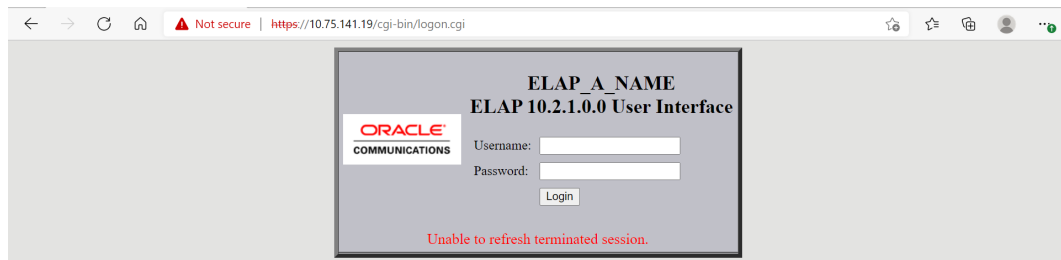 Not secure | https://10.75.141.19/cgi-bin/logon.cgi
ELAP_A_NAME
ELAP 10.2.1.0.0 User Interface
ORACLE
COMMUNICATIONS
Username:
Password:
Login
Unable to refresh terminated session.